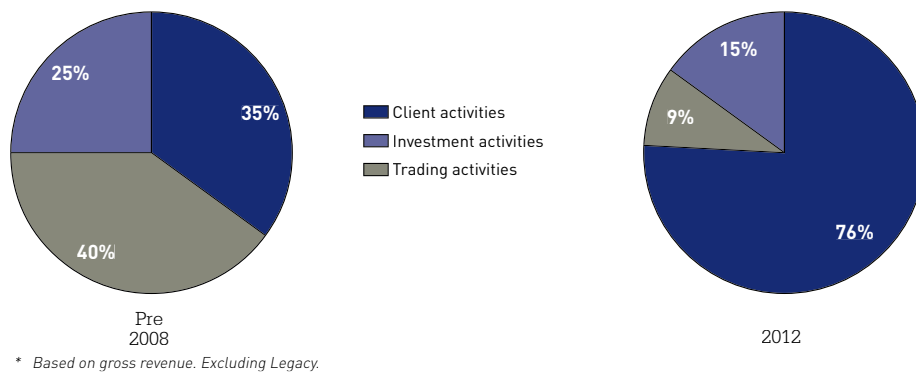 25%
35%
40%
Client activities
Investment activities
Trading activities
15%
9%
76%
Pre
2008
2012
* Based on gross revenue. Excluding Legacy.